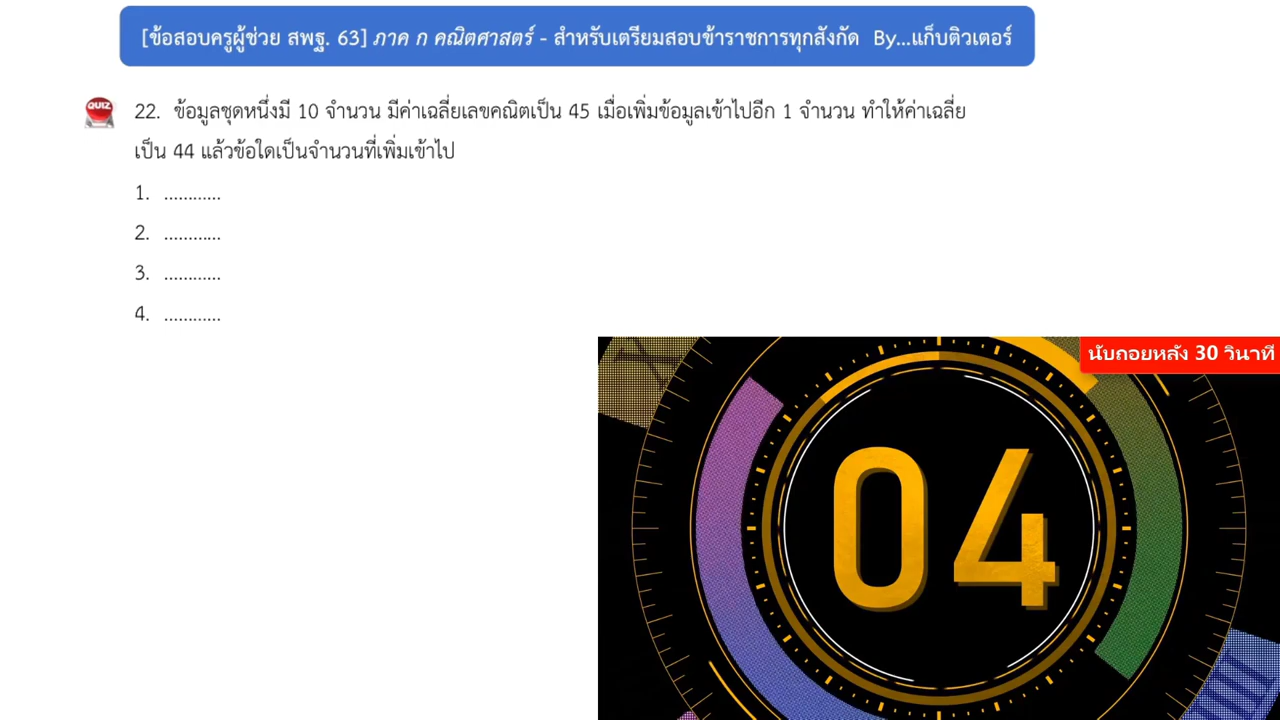 [ข้อสอบครูผู้ช่วย สพฐ. 63] ภาค ก คณิตศาสตร์ - สำหรับเตรียมสอบข้าราชการทุกสังกัด By...แก็บติวเตอร์
QUIZ
22. ข้อมูลชุดหนึ่งมี 10 จำนวน มีค่าเฉลี่ยเลขคณิตเป็น 45 เมื่อเพิ่มข้อมูลเข้าไปอีก 1 จำนวน ทำให้ค่าเฉลี่ย
เป็น 44 แล้วข้อใดเป็นจำนวนที่เพิ่มเข้าไป
1. ............
2. ............
3. ............
4. ............
นับถอยหลัง 30 วินาที
04